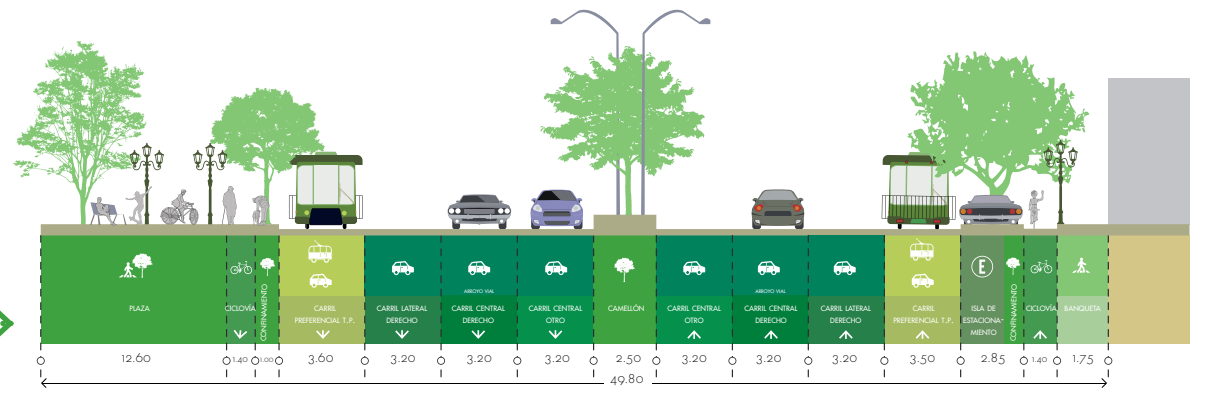 E
PLAZA
CICLOVÍA
CONFINAMIENTO
CARRIL
PREFERENCIAL T.P.
CARRIL LATERAL
DERECHO
ARROYO VIAL
CARRIL CENTRAL
DERECHO
CARRIL CENTRAL
OTRO
CAMELLÓN
CARRIL CENTRAL
OTRO
ARROYO VIAL
CARRIL CENTRAL
DERECHO
CARRIL LATERAL
DERECHO
CARRIL
PREFERENCIAL T.P.
ISLA DE
ESTACIONA-
MIENTO
CONFINAMIENTO
CICLOVÍA
BANQUETA
12.60 1.40 1.00 3.60 3.20 3.20 3.20 2.50 3.20 3.20 3.20 3.50 2.85 1.40 1.75
49.80